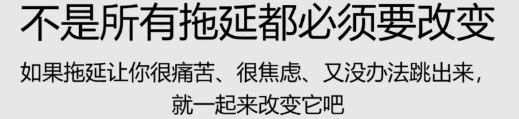 不是所有拖延都必须要改变
如果拖延让你很痛苦、很焦虑、又没办法跳出来，
就一起来改变它吧